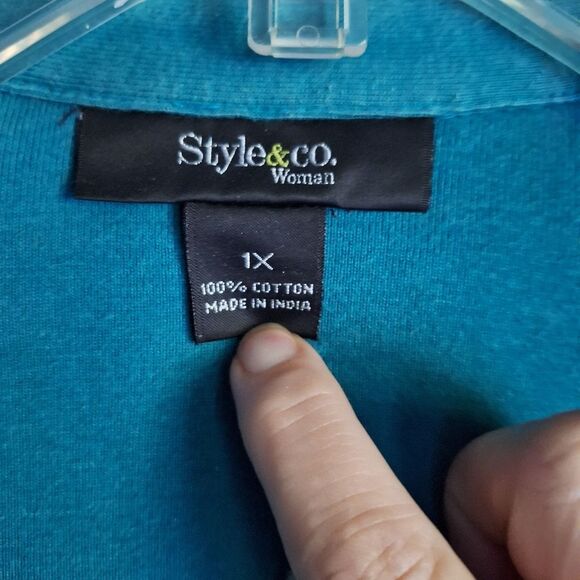 Style&co.
Woman
1X
100% COTTON
MADE IN INDIA